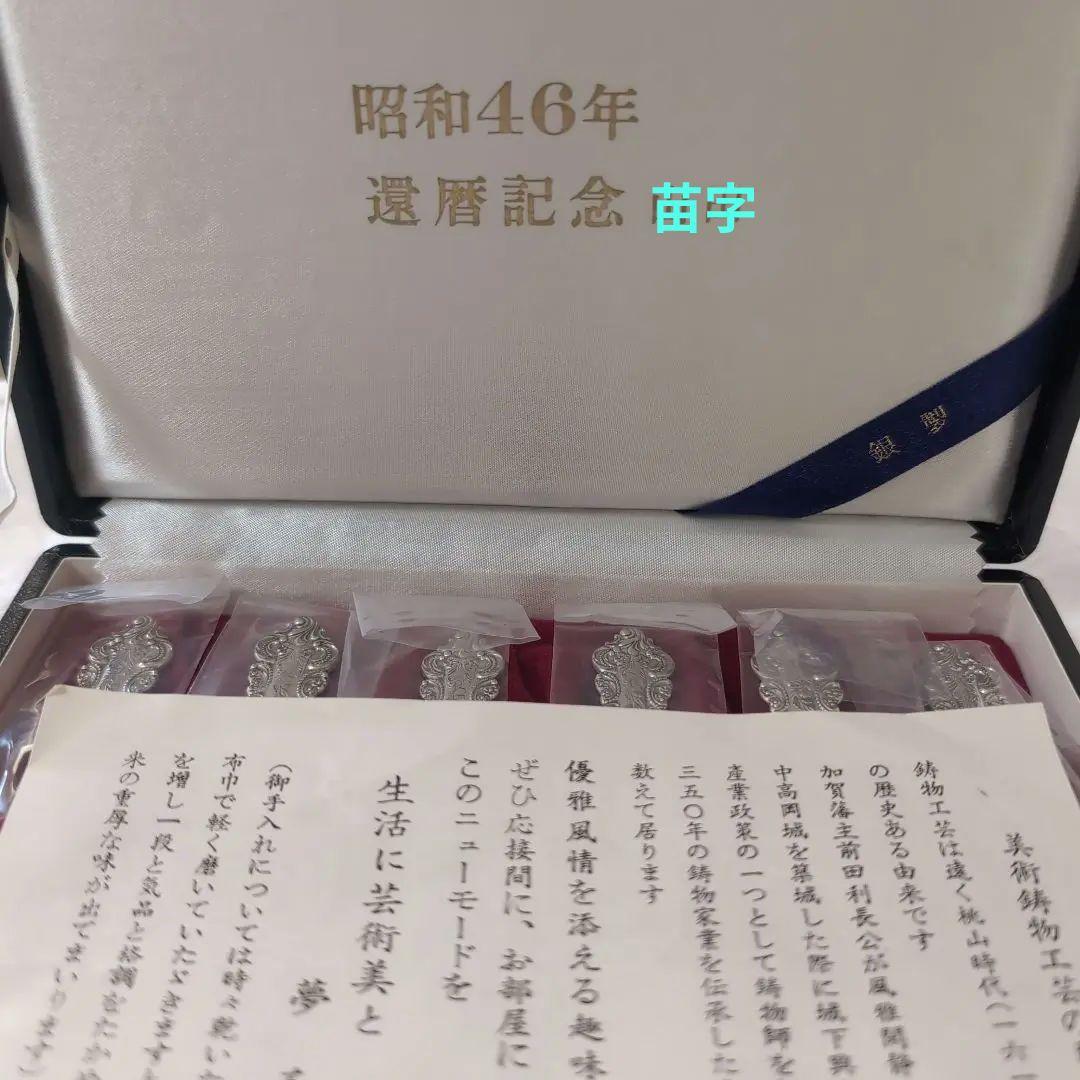 昭和46年
還暦記念 苗字
銀製
美術鋳物工芸の
鋳物工芸は遠く桃山時代(一六一
の歴史ある由来です
加賀藩主前田利長公が風雅閑静
中高岡城を築城した際に城下興
産業政策の一つとして鋳物師を
三五〇年の鋳物家業を伝承した
数えて居ります
優雅風情を添える趣味
ぜひ応接間に、お部屋に
このニューモードを
生活に芸術美と
夢
(御手入れについては時々乾いた
布巾で軽く磨いていたゞきます
を増し一段と気品と格調を
米の重厚な味が出てまいります)